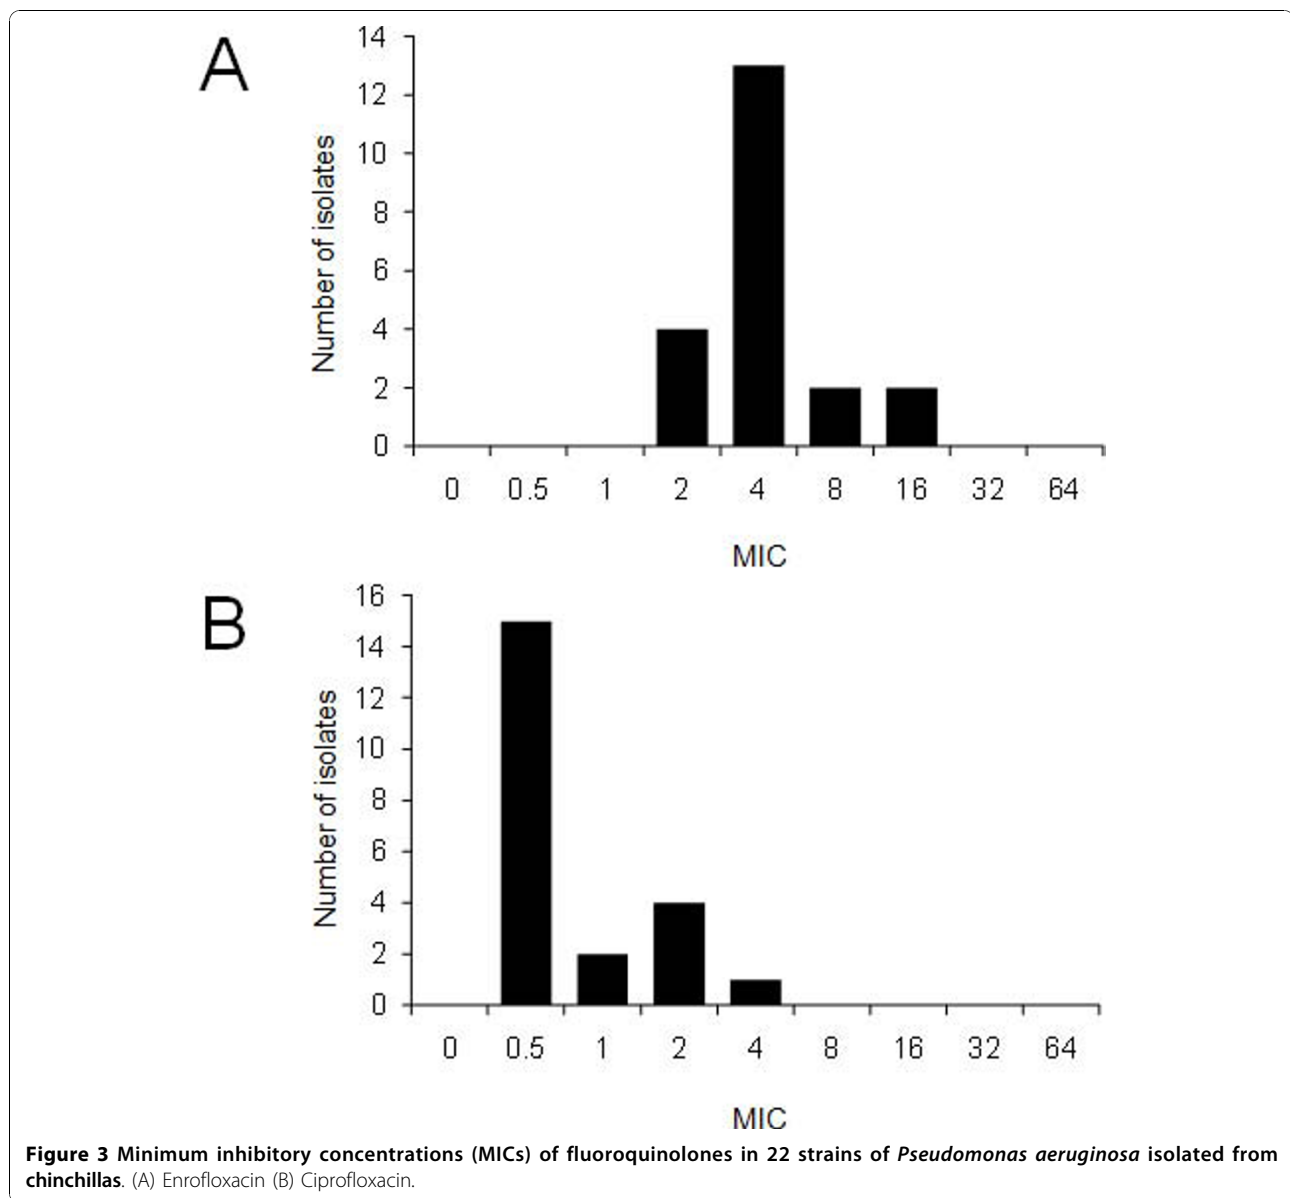 A
14
12
10
8
6
4
2
0
Number of isolates
0 0.5 1 2 4 8 16 32 64
MIC
B
16
14
12
10
8
6
4
2
0
Number of isolates
0 0.5 1 2 4 8 16 32 64
MIC
Figure 3 Minimum inhibitory concentrations (MICs) of fluoroquinolones in 22 strains of Pseudomonas aeruginosa isolated from
chinchillas. (A) Enrofloxacin (B) Ciprofloxacin.